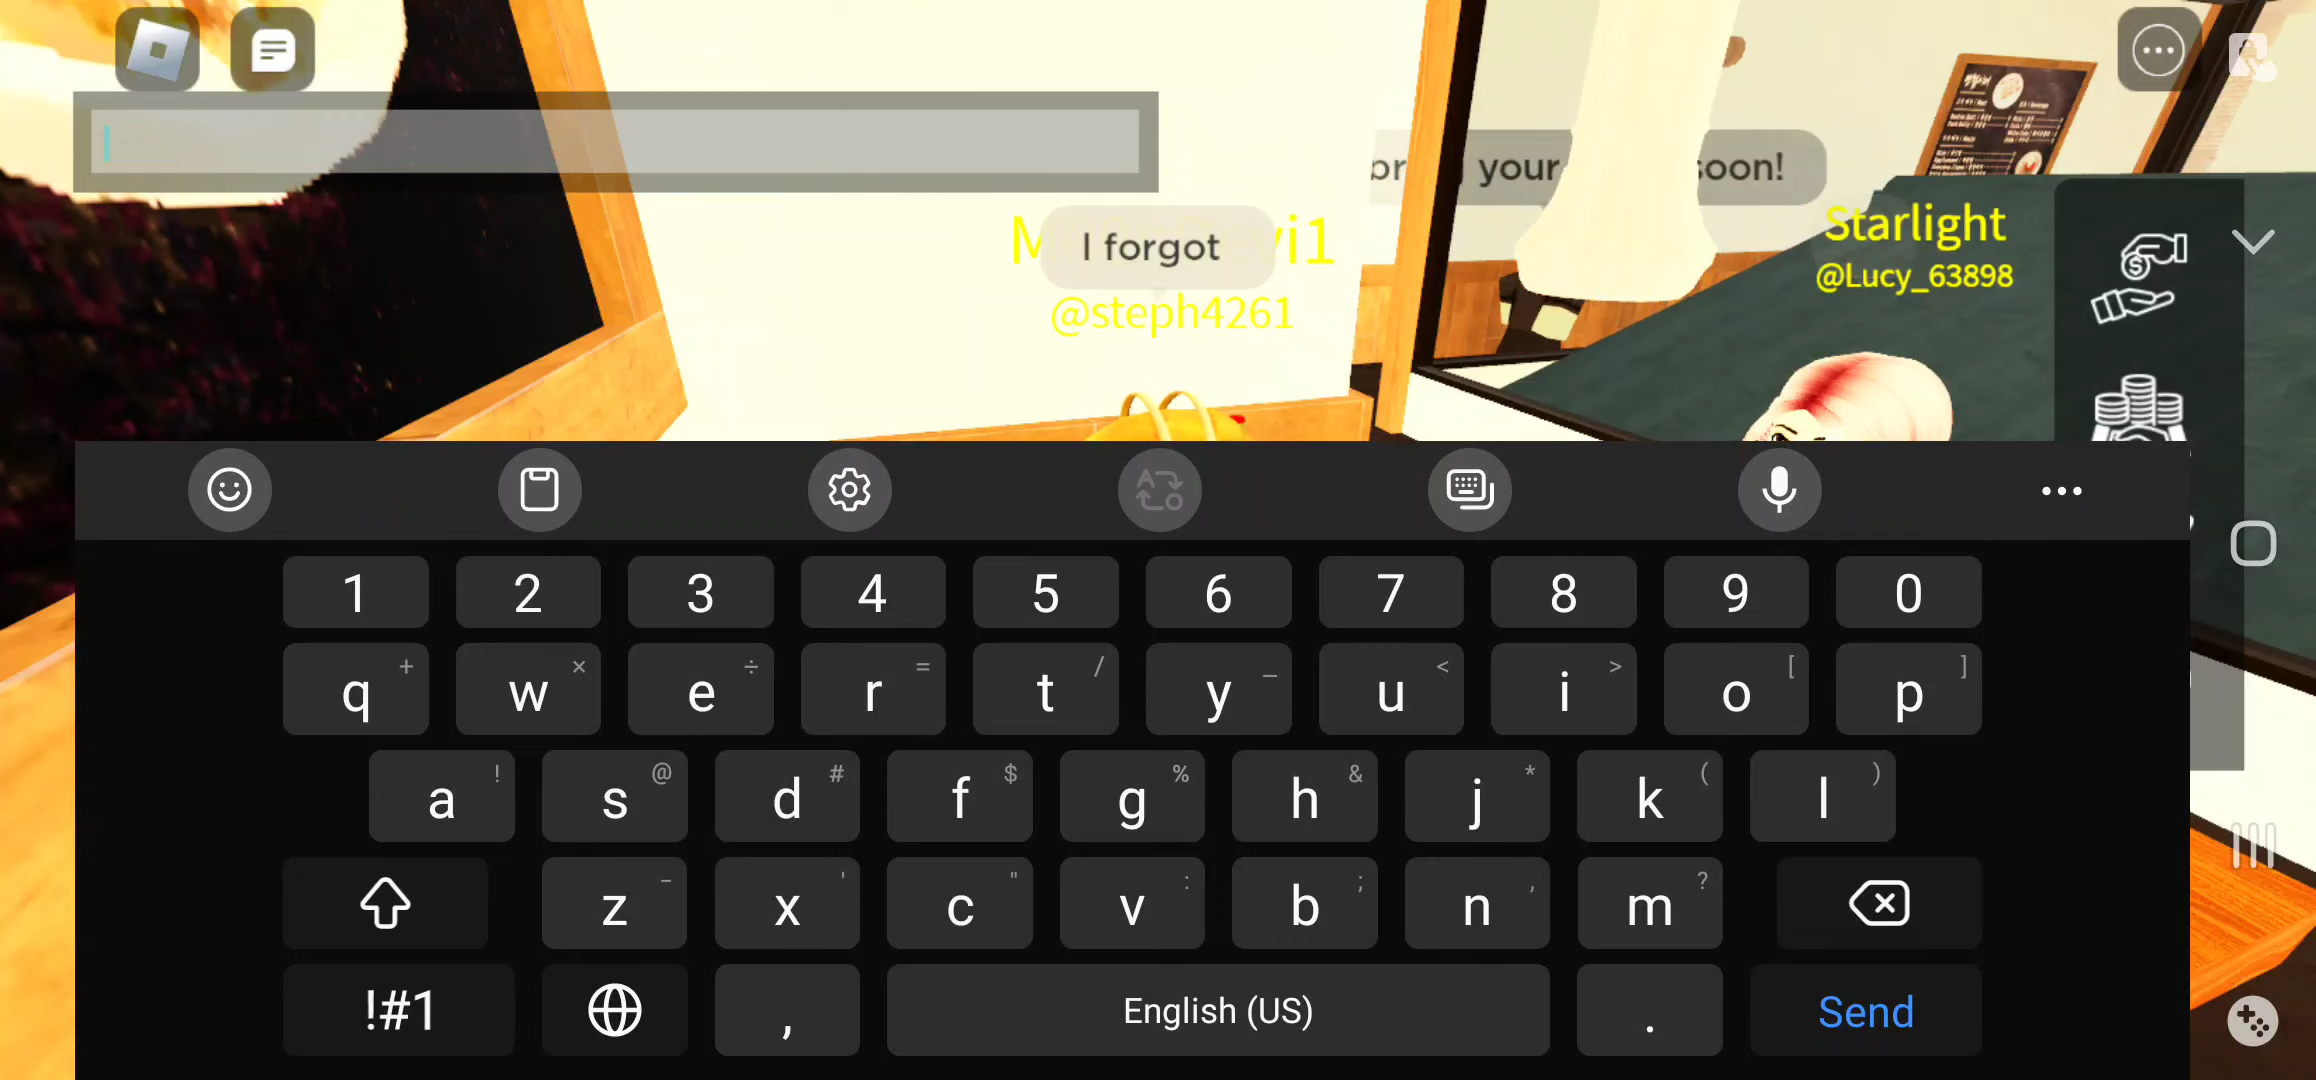 your
soon!
Starlight
@Lucy_63898
I forgot
@steph4261
1 2 3 4 5 6 7 8 9 0
+ × ÷ = / _ < > [ ]
q w e r t y u i o p
! @ # $ % & * ( )
a s d f g h j k l
- ' " : ; , ?
z x c v b n m
!#1 , English (US) . Send